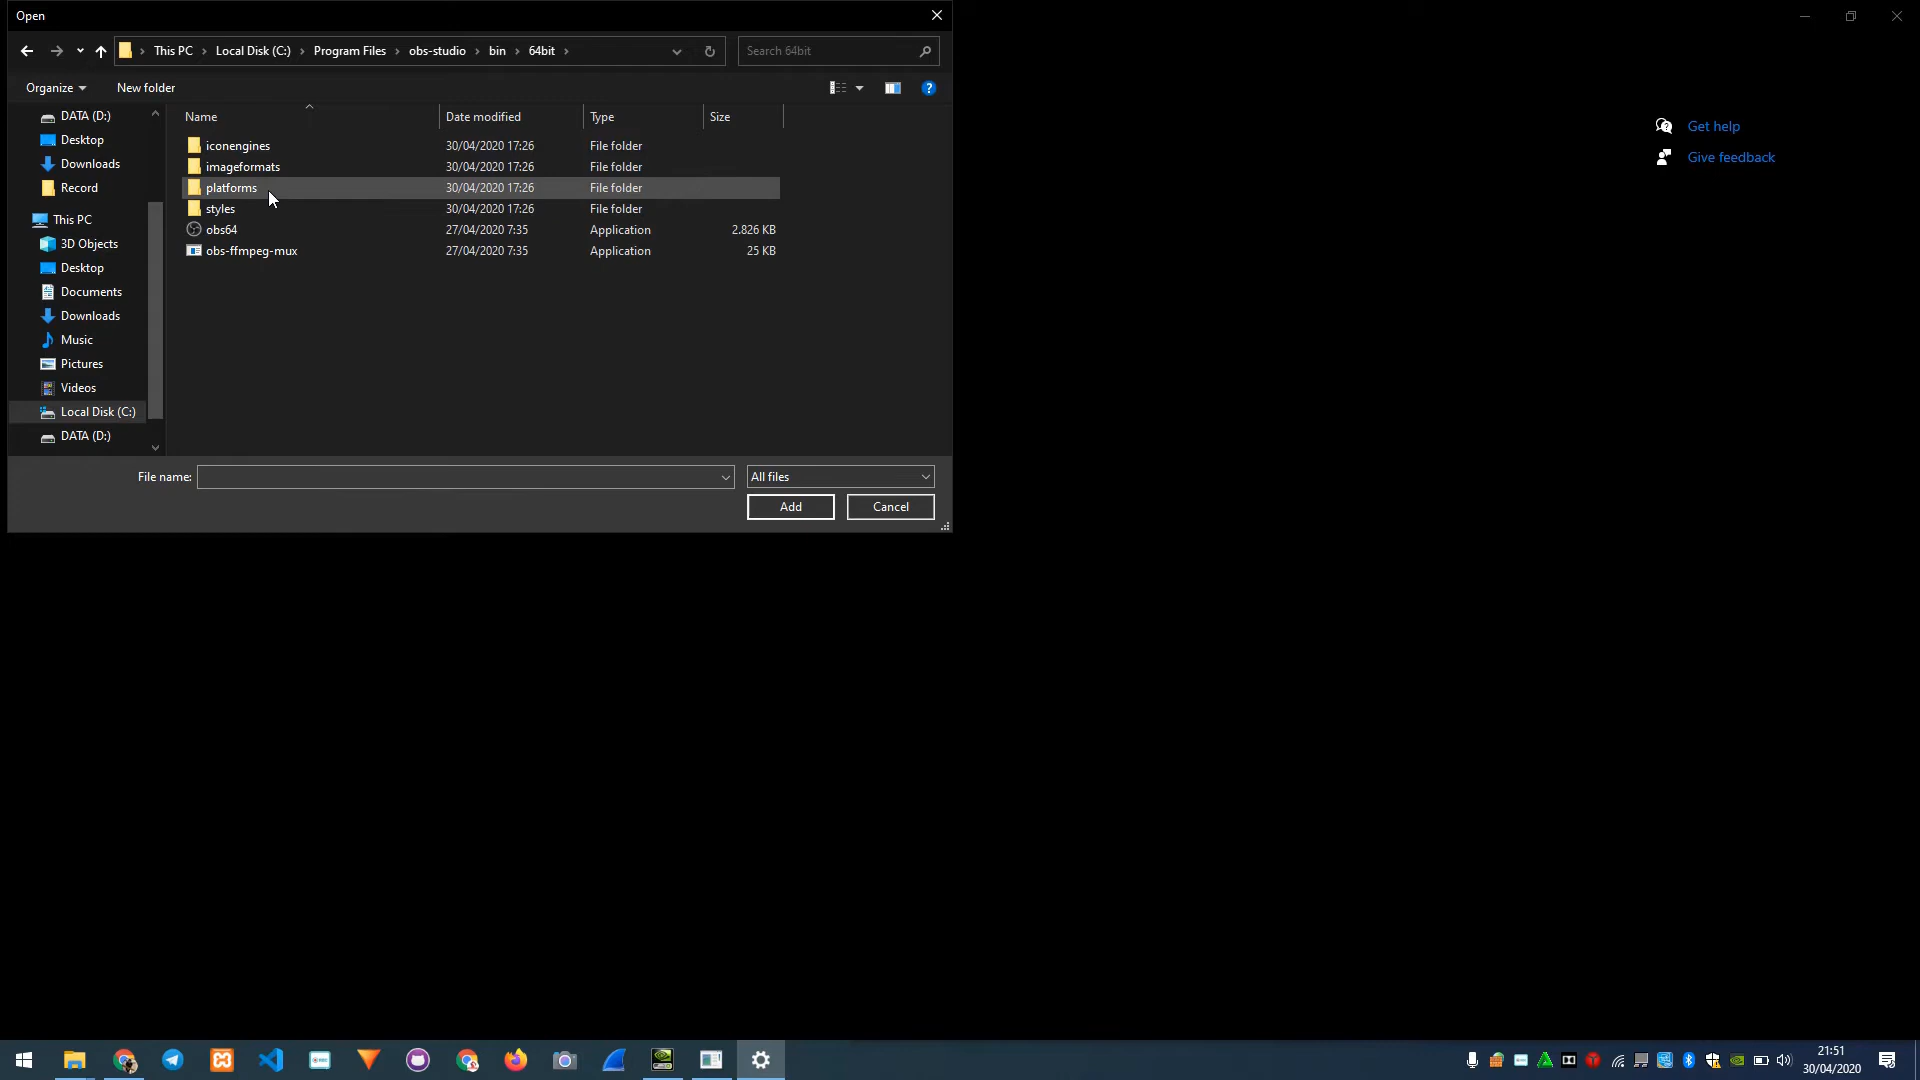 Open
This PC > Local Disk (C:) > Program Files > obs-studio > bin > 64bit >
Search 64bit
Organize
New folder
DATA (D:)
Desktop
Downloads
Record
This PC
3D Objects
Desktop
Documents
Downloads
Music
Pictures
Videos
Local Disk (C:)
DATA (D:)
Name Date modified Type Size
iconengines 30/04/2020 17:26 File folder
imageformats 30/04/2020 17:26 File folder
platforms 30/04/2020 17:26 File folder
styles 30/04/2020 17:26 File folder
obs64 27/04/2020 7:35 Application 2.826 KB
obs-ffmpeg-mux 27/04/2020 7:35 Application 25 KB
File name:
All files
Add
Cancel
Get help
Give feedback
21:51
30/04/2020